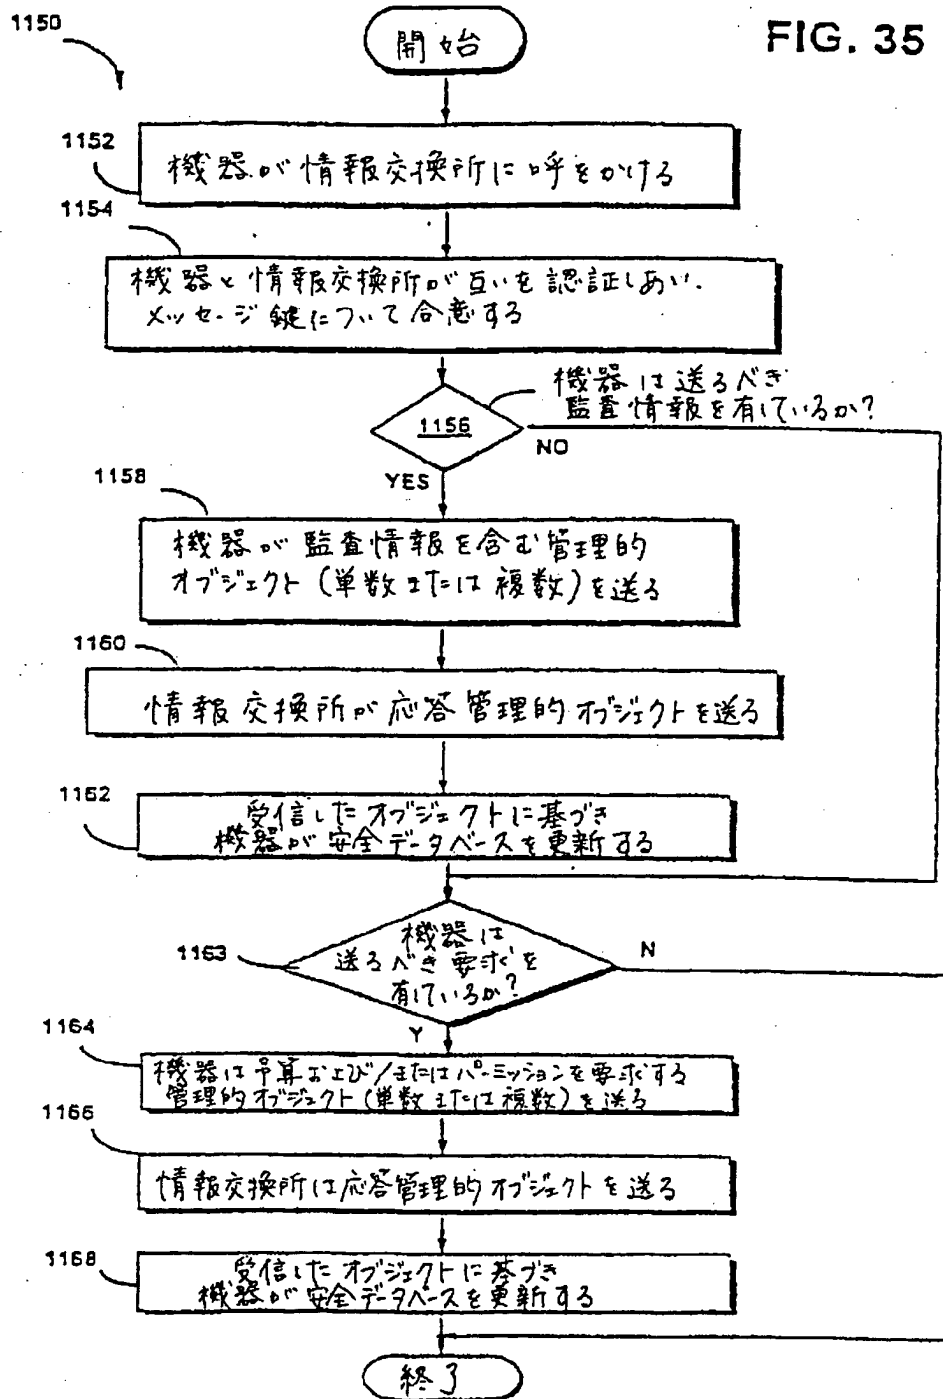 1150
開始
FIG. 35
1152
機器が情報交換所に呼をかける
1154
機器と情報交換所が互いを認証しあい、
メッセージ鍵について合意する
1156
機器は送るべき
監査情報を有しているか?
NO
YES
1158
機器が監査情報を含む管理的
オブジェクト(単数または複数)を送る
1160
情報交換所が応答管理的オブジェクトを送る
1162
受信したオブジェクトに基づき
機器が安全データベースを更新する
1163
機器は
送るべき要求を
有しているか?
N
Y
1164
機器は予算および/またはパーミッションを要求する
管理的オブジェクト(単数または複数)を送る
1166
情報交換所は応答管理的オブジェクトを送る
1168
受信したオブジェクトに基づき
機器が安全データベースを更新する
終了